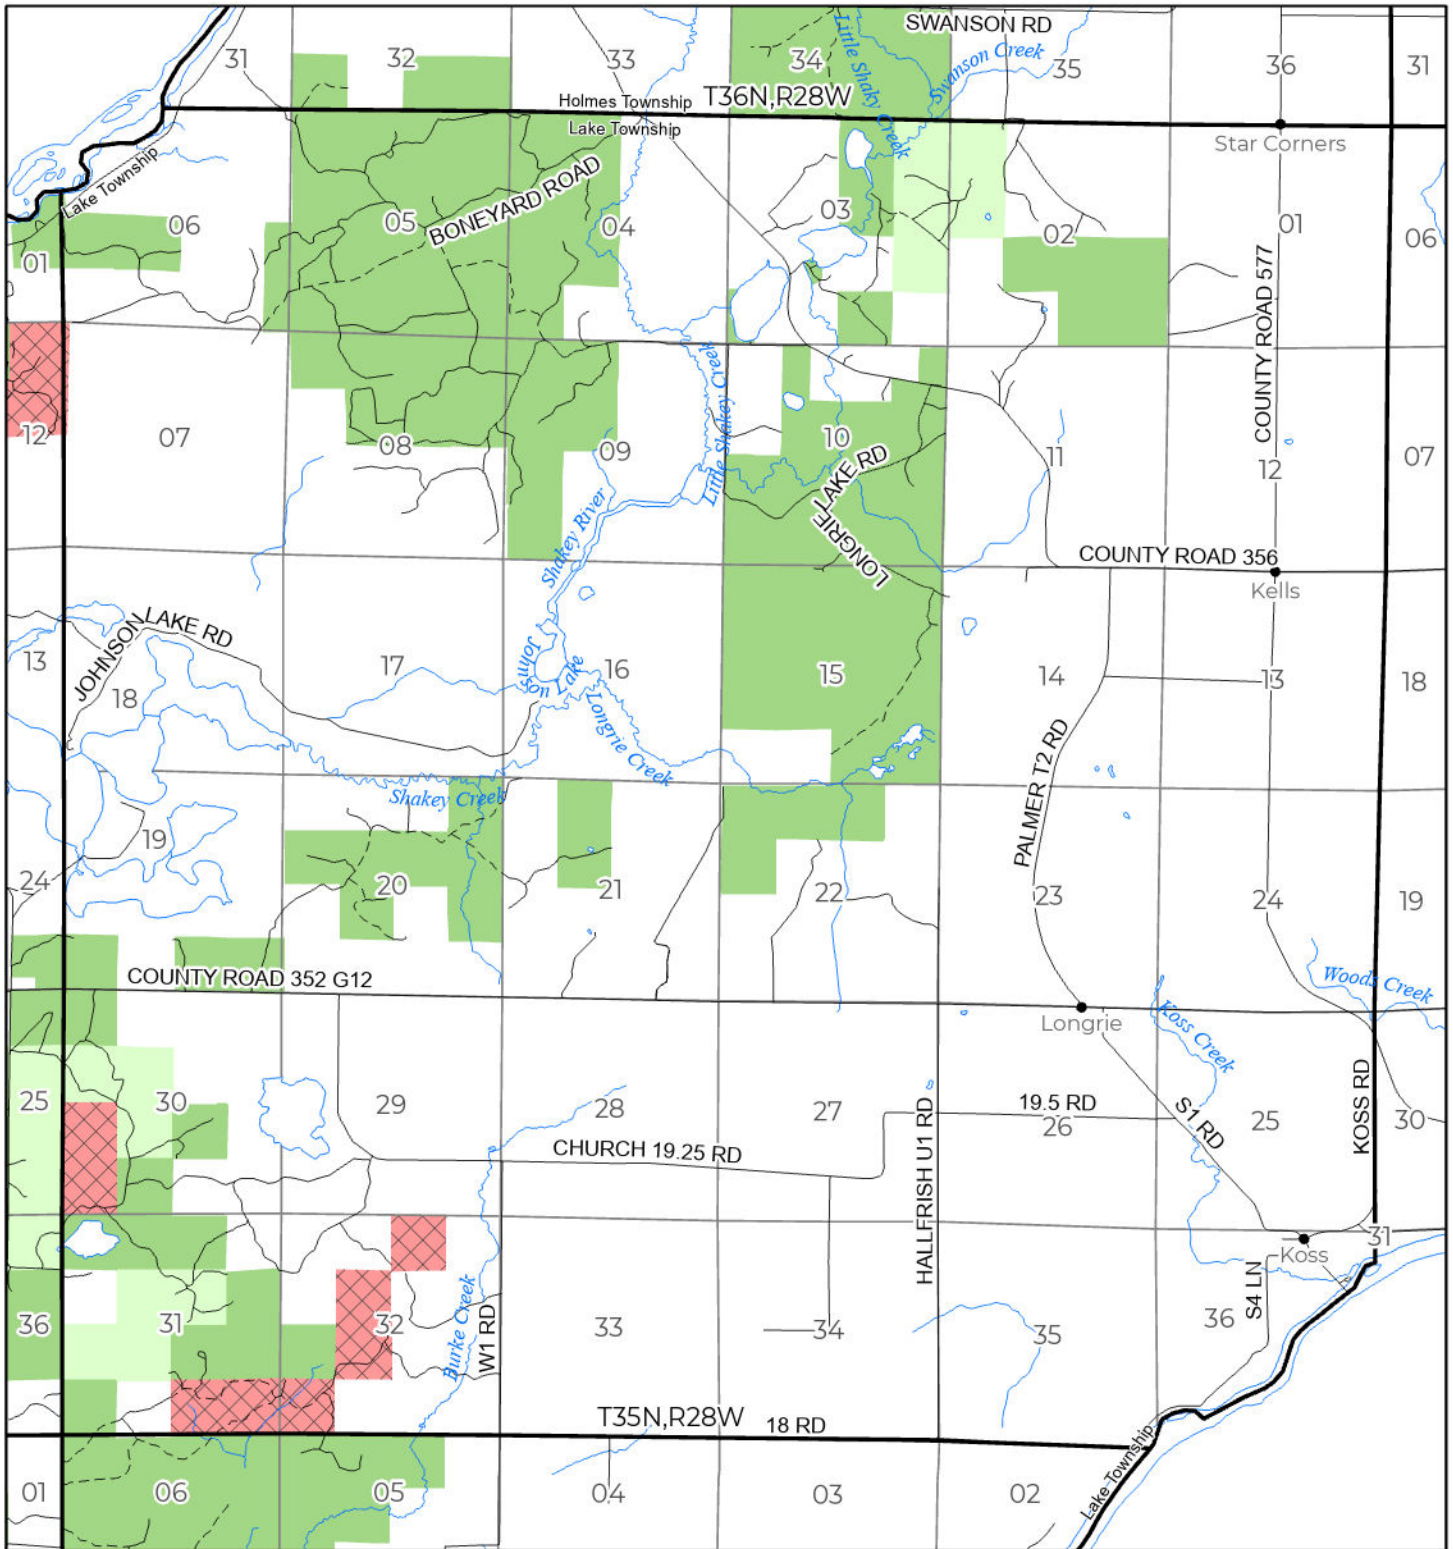 SWANSON RD
31
32
33
34
Little Shaky Creek
Swanson Creek
35
36
31
T36N,R28W
Holmes Township
Lake Township
Star Corners
Lake Township
06
05
BONEYARD ROAD
04
03
02
01
06
01
COUNTY ROAD 577
12
07
08
09
Little Shakey Creek
10
LONGRIE LAKE RD
11
12
07
Shakey River
COUNTY ROAD 356
Kells
JOHNSON LAKE RD
13
18
17
Johnson Lake
16
Longrie Creek
15
14
13
18
PALMER T2 RD
Shakey Creek
19
24
20
21
22
23
24
19
COUNTY ROAD 352 G12
Woods Creek
Longrie
Koss Creek
25
30
29
28
27
19.5 RD
26
S1 RD
25
KOSS RD
30
CHURCH 19.25 RD
HALLFRISH U1 RD
31
Koss
S4 LN
36
31
32
Burke Creek
W1 RD
33
34
35
36
T35N,R28W
18 RD
Lake Township
01
06
05
04
03
02